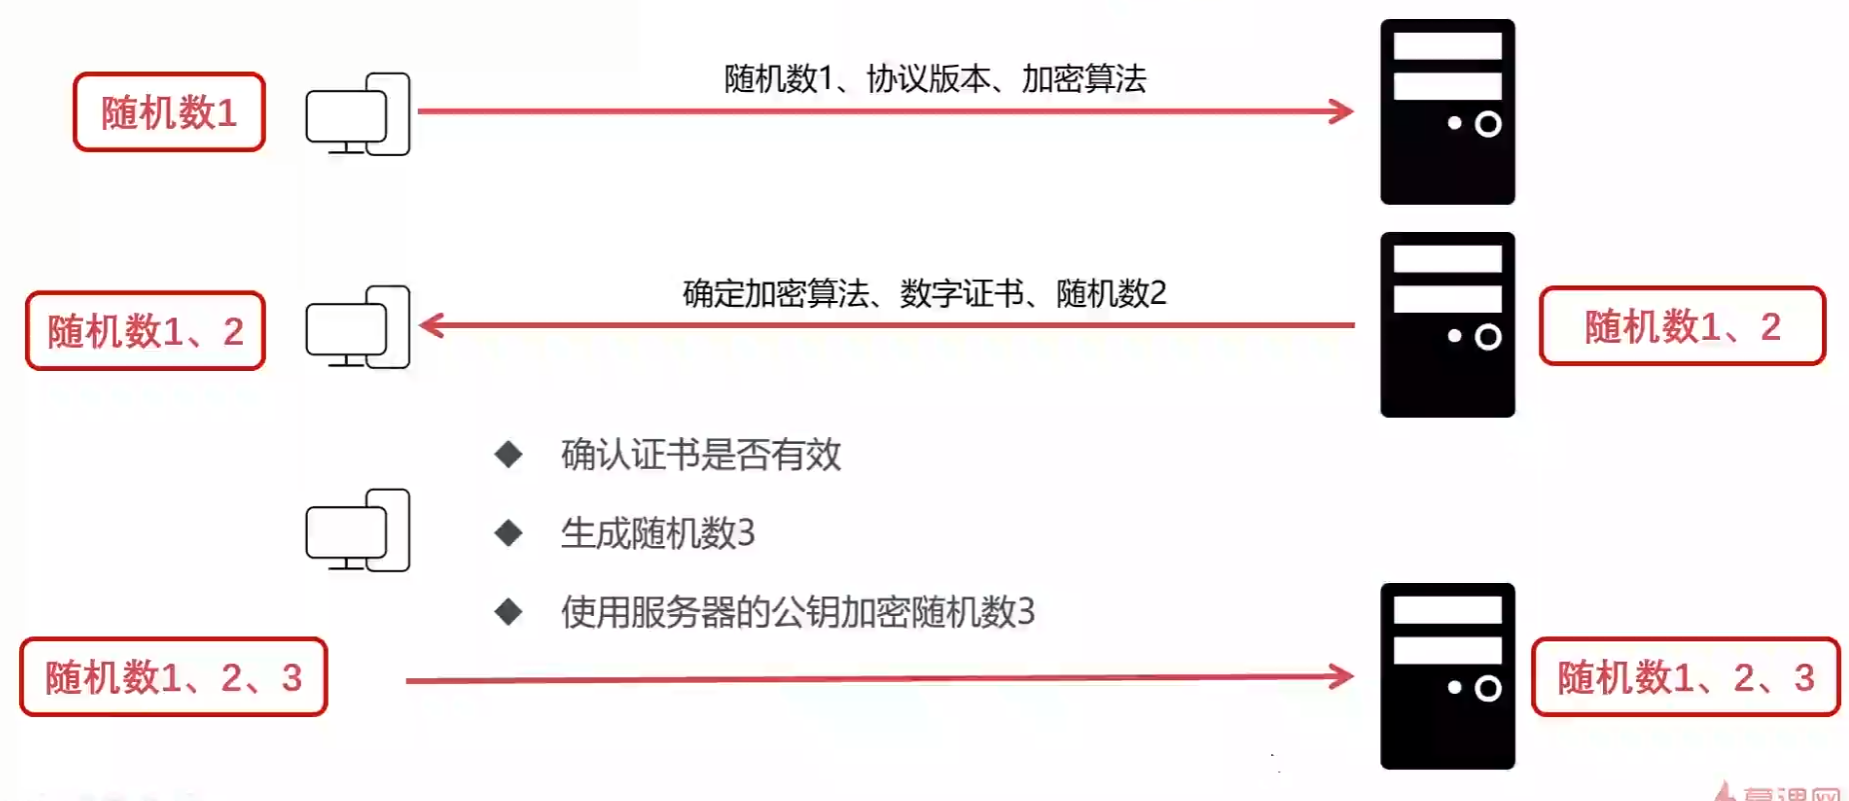 随机数1、协议版本、加密算法
随机数1
确定加密算法、数字证书、随机数2
随机数1、2
随机数1、2
确认证书是否有效
生成随机数3
使用服务器的公钥加密随机数3
随机数1、2、3
随机数1、2、3
慕课网